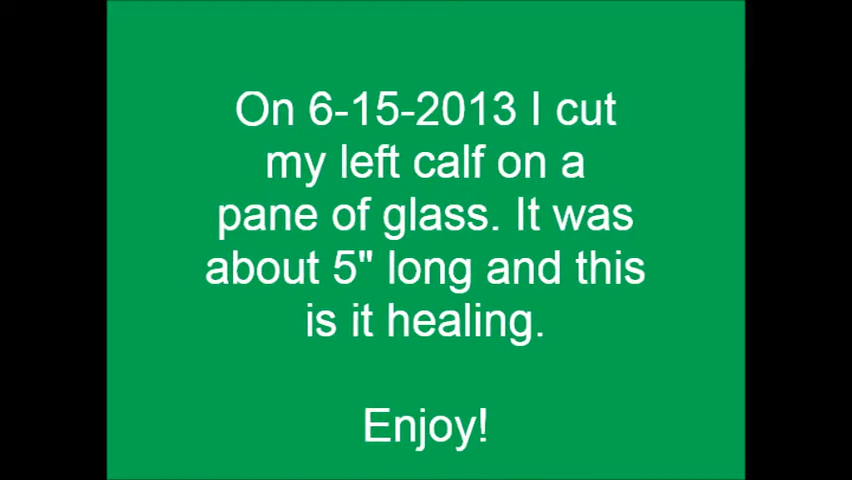 On 6-15-2013 I cut
my left calf on a
pane of glass. It was
about 5" long and this
is it healing.
Enjoy!